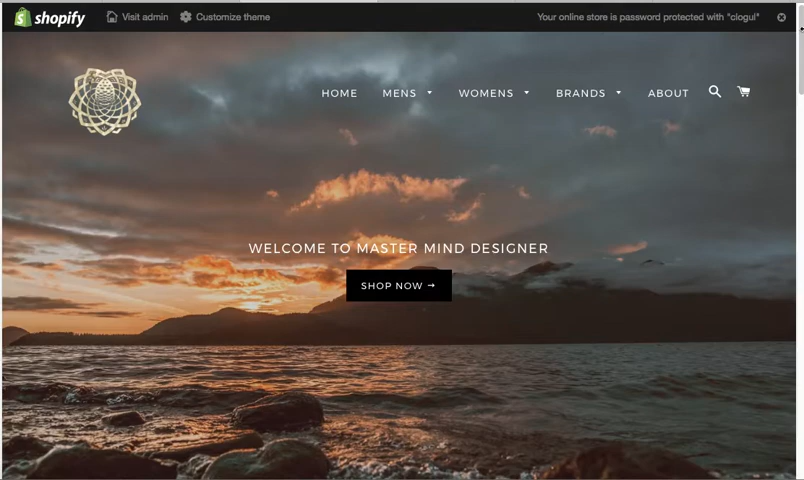 shopify Visit admin Customize theme Your online store is password protected with "clogul"
HOME MENS WOMENS BRANDS ABOUT
WELCOME TO MASTER MIND DESIGNER
SHOP NOW →